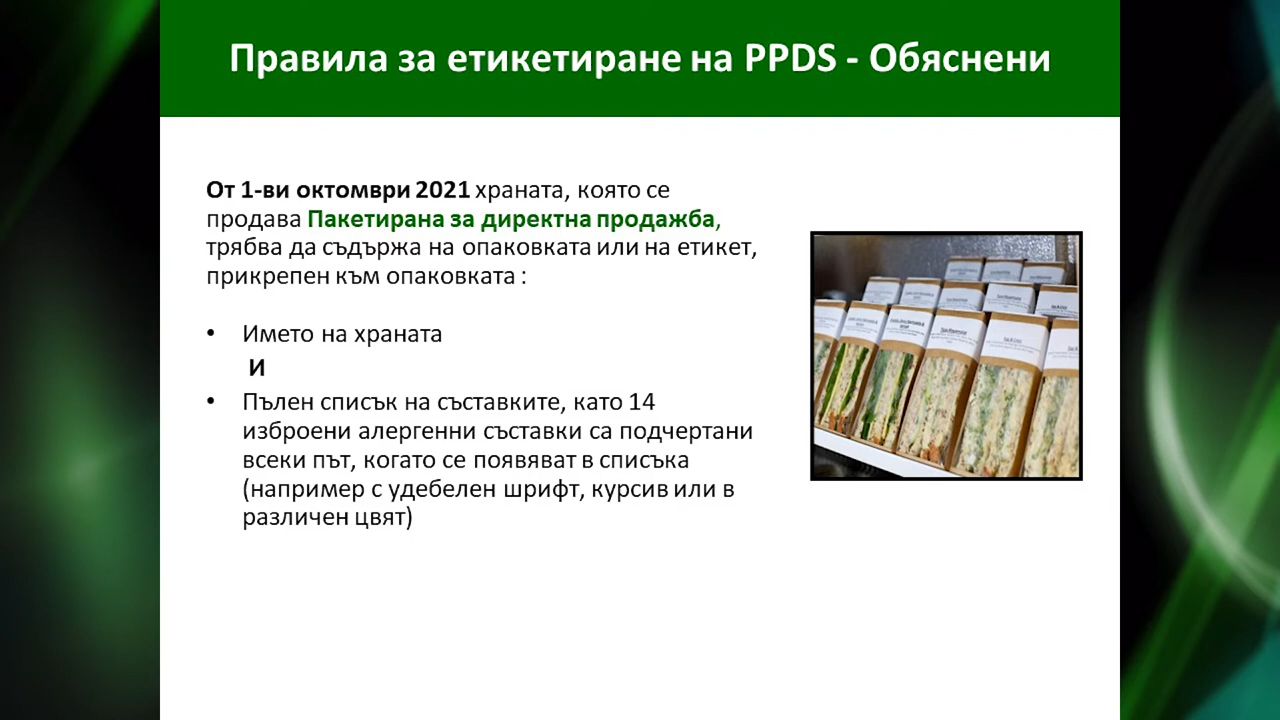 Правила за етикетиране на PPDS - Обяснени
От 1-ви октомври 2021 храната, която се
продава Пакетирана за директна продажба,
трябва да съдържа на опаковката или на етикет,
прикрепен към опаковката :
• Името на храната
И
• Пълен списък на съставките, като 14
изброени алергенни съставки са подчертани
всеки път, когато се появяват в списъка
(например с удебелен шрифт, курсив или в
различен цвят)